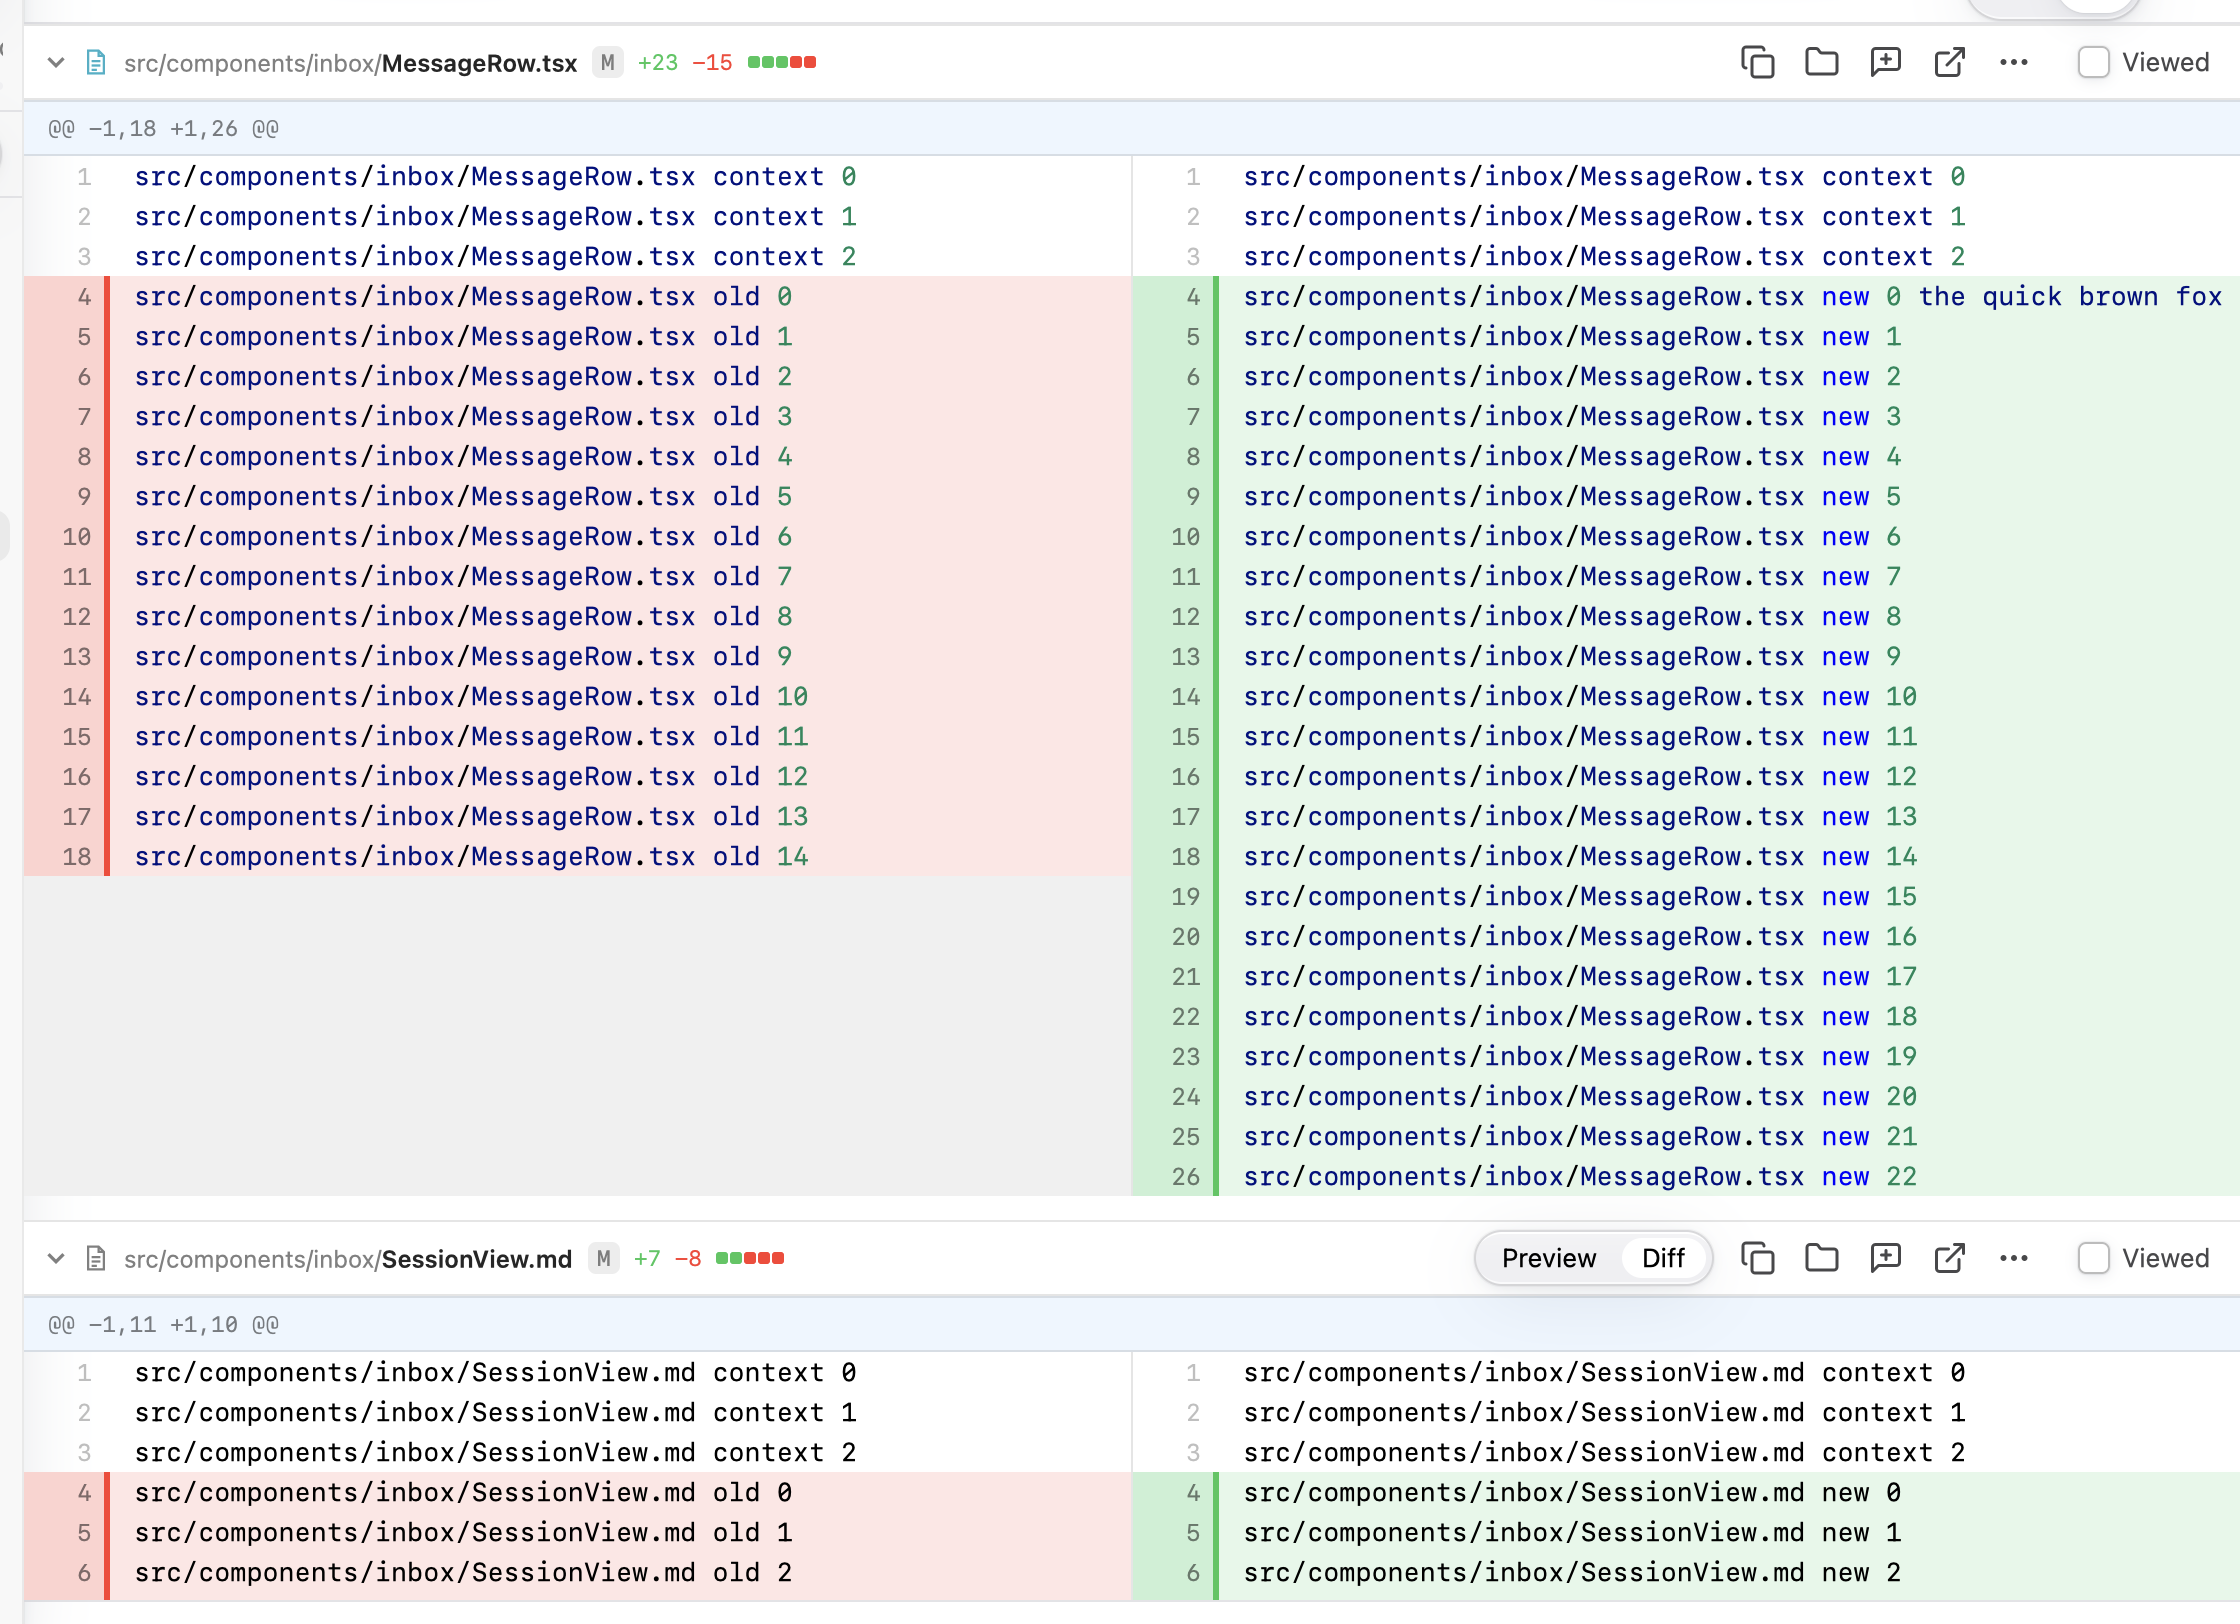 src/components/inbox/MessageRow.tsx M +23 −15 Viewed
@@ −1,18 +1,26 @@
1 src/components/inbox/MessageRow.tsx context 0 1 src/components/inbox/MessageRow.tsx context 0
2 src/components/inbox/MessageRow.tsx context 1 2 src/components/inbox/MessageRow.tsx context 1
3 src/components/inbox/MessageRow.tsx context 2 3 src/components/inbox/MessageRow.tsx context 2
4 src/components/inbox/MessageRow.tsx old 0 4 src/components/inbox/MessageRow.tsx new 0 the quick brown fox
5 src/components/inbox/MessageRow.tsx old 1 5 src/components/inbox/MessageRow.tsx new 1
6 src/components/inbox/MessageRow.tsx old 2 6 src/components/inbox/MessageRow.tsx new 2
7 src/components/inbox/MessageRow.tsx old 3 7 src/components/inbox/MessageRow.tsx new 3
8 src/components/inbox/MessageRow.tsx old 4 8 src/components/inbox/MessageRow.tsx new 4
9 src/components/inbox/MessageRow.tsx old 5 9 src/components/inbox/MessageRow.tsx new 5
10 src/components/inbox/MessageRow.tsx old 6 10 src/components/inbox/MessageRow.tsx new 6
11 src/components/inbox/MessageRow.tsx old 7 11 src/components/inbox/MessageRow.tsx new 7
12 src/components/inbox/MessageRow.tsx old 8 12 src/components/inbox/MessageRow.tsx new 8
13 src/components/inbox/MessageRow.tsx old 9 13 src/components/inbox/MessageRow.tsx new 9
14 src/components/inbox/MessageRow.tsx old 10 14 src/components/inbox/MessageRow.tsx new 10
15 src/components/inbox/MessageRow.tsx old 11 15 src/components/inbox/MessageRow.tsx new 11
16 src/components/inbox/MessageRow.tsx old 12 16 src/components/inbox/MessageRow.tsx new 12
17 src/components/inbox/MessageRow.tsx old 13 17 src/components/inbox/MessageRow.tsx new 13
18 src/components/inbox/MessageRow.tsx old 14 18 src/components/inbox/MessageRow.tsx new 14
19 src/components/inbox/MessageRow.tsx new 15
20 src/components/inbox/MessageRow.tsx new 16
21 src/components/inbox/MessageRow.tsx new 17
22 src/components/inbox/MessageRow.tsx new 18
23 src/components/inbox/MessageRow.tsx new 19
24 src/components/inbox/MessageRow.tsx new 20
25 src/components/inbox/MessageRow.tsx new 21
26 src/components/inbox/MessageRow.tsx new 22
src/components/inbox/SessionView.md M +7 −8 Preview Diff Viewed
@@ −1,11 +1,10 @@
1 src/components/inbox/SessionView.md context 0 1 src/components/inbox/SessionView.md context 0
2 src/components/inbox/SessionView.md context 1 2 src/components/inbox/SessionView.md context 1
3 src/components/inbox/SessionView.md context 2 3 src/components/inbox/SessionView.md context 2
4 src/components/inbox/SessionView.md old 0 4 src/components/inbox/SessionView.md new 0
5 src/components/inbox/SessionView.md old 1 5 src/components/inbox/SessionView.md new 1
6 src/components/inbox/SessionView.md old 2 6 src/components/inbox/SessionView.md new 2